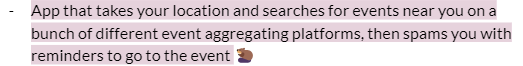 - App that takes your location and searches for events near you on a
bunch of different event aggregating platforms, then spams you with
reminders to go to the event